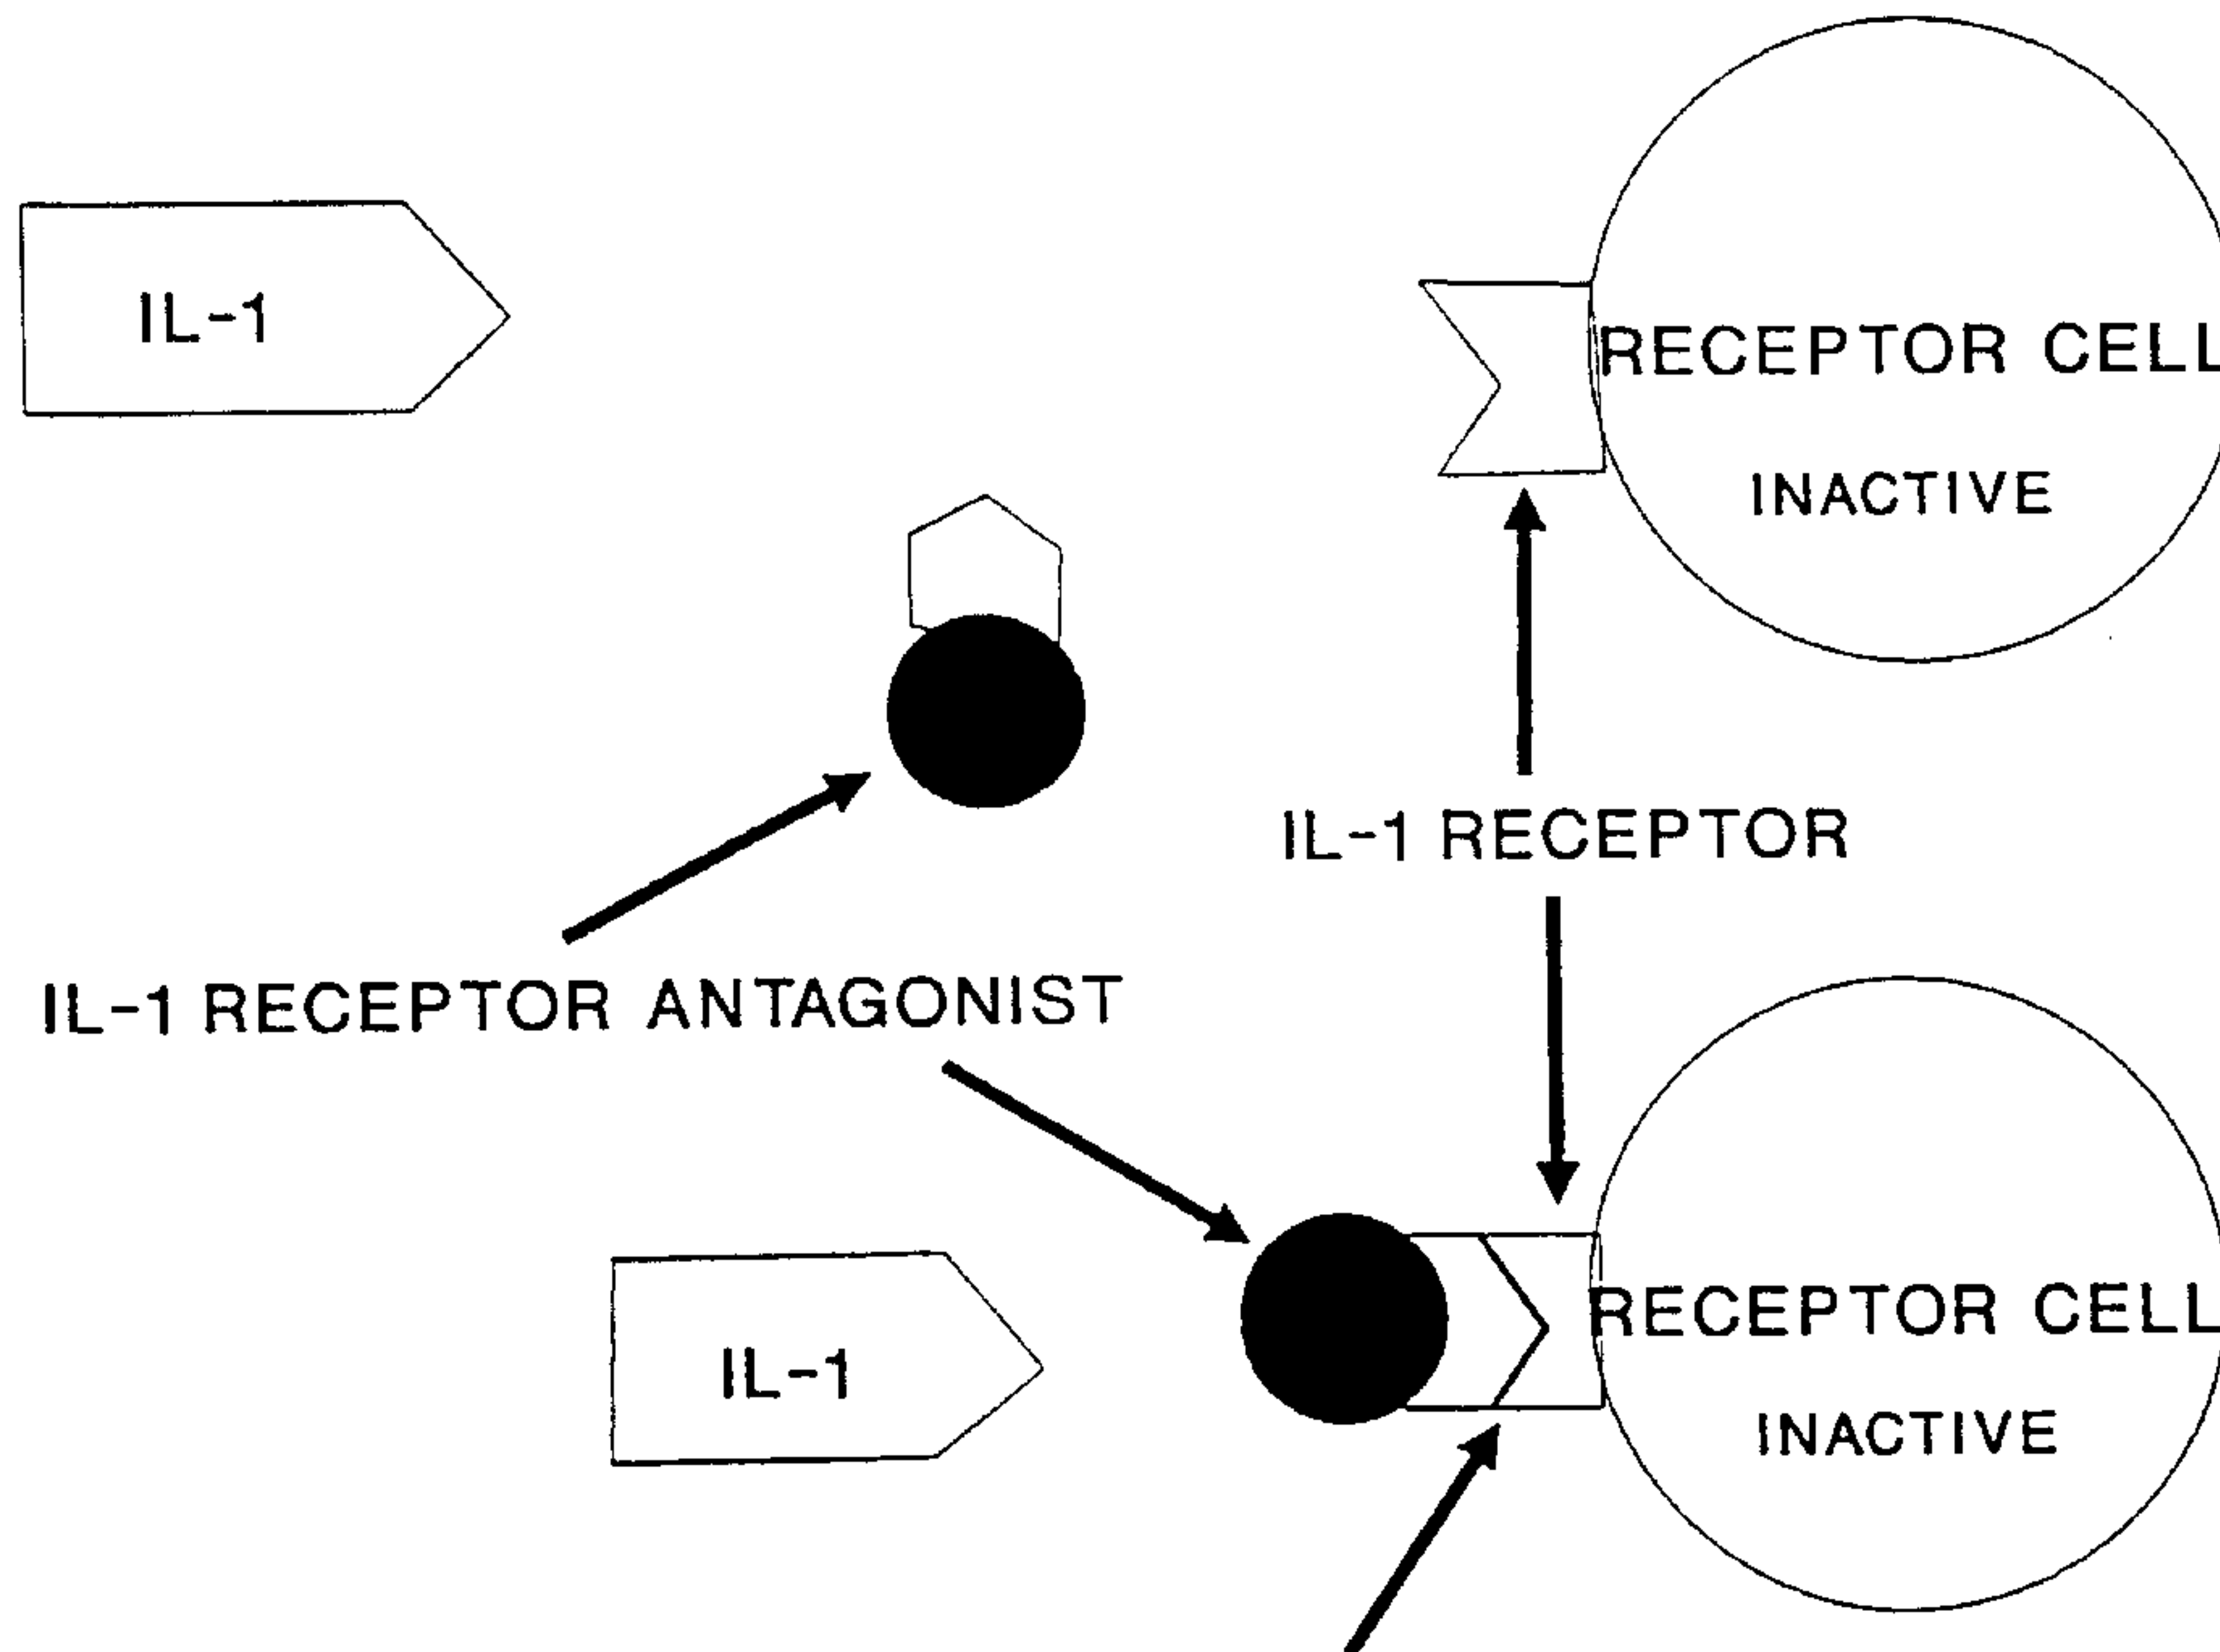 IL-1
RECEPTOR CELL
INACTIVE
IL-1 RECEPTOR
IL-1 RECEPTOR ANTAGONIST
RECEPTOR CELL
IL-1
INACTIVE